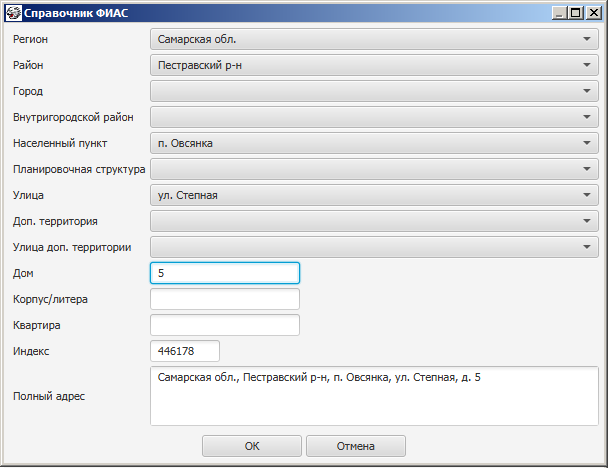 Справочник ФИАС
Регион Самарская обл.
Район Пестравский р-н
Город
Внутригородской район
Населенный пункт п. Овсянка
Планировочная структура
Улица ул. Степная
Доп. территория
Улица доп. территории
Дом 5
Корпус/литера
Квартира
Индекс 446178
Полный адрес Самарская обл., Пестравский р-н, п. Овсянка, ул. Степная, д. 5
ОК Отмена